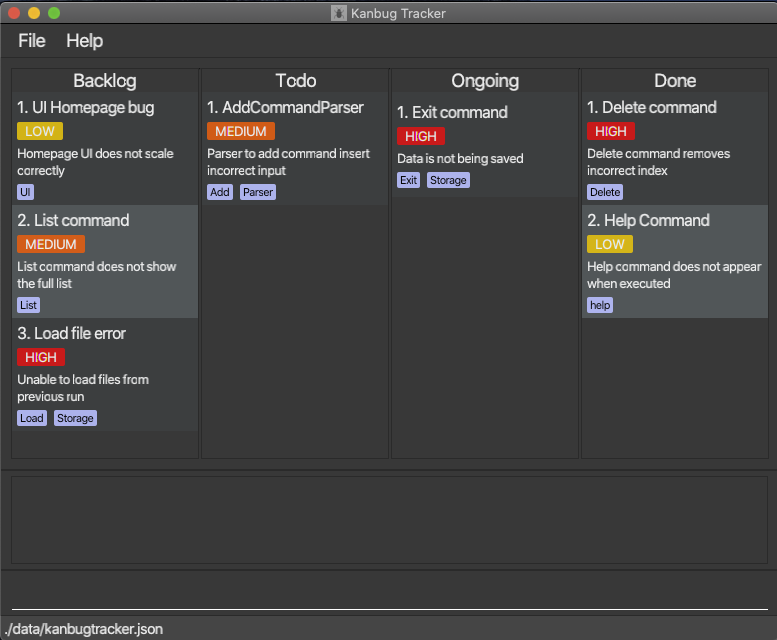 Kanbug Tracker
File Help
Backlog
1. UI Homepage bug
LOW
Homepage UI does not scale
correctly
UI
2. List command
MEDIUM
List command does not show
the full list
List
3. Load file error
HIGH
Unable to load files from
previous run
Load Storage
Todo
1. AddCommandParser
MEDIUM
Parser to add command insert
incorrect input
Add Parser
Ongoing
1. Exit command
HIGH
Data is not being saved
Exit Storage
Done
1. Delete command
HIGH
Delete command removes
incorrect index
Delete
2. Help Command
LOW
Help command does not appear
when executed
help
./data/kanbugtracker.json